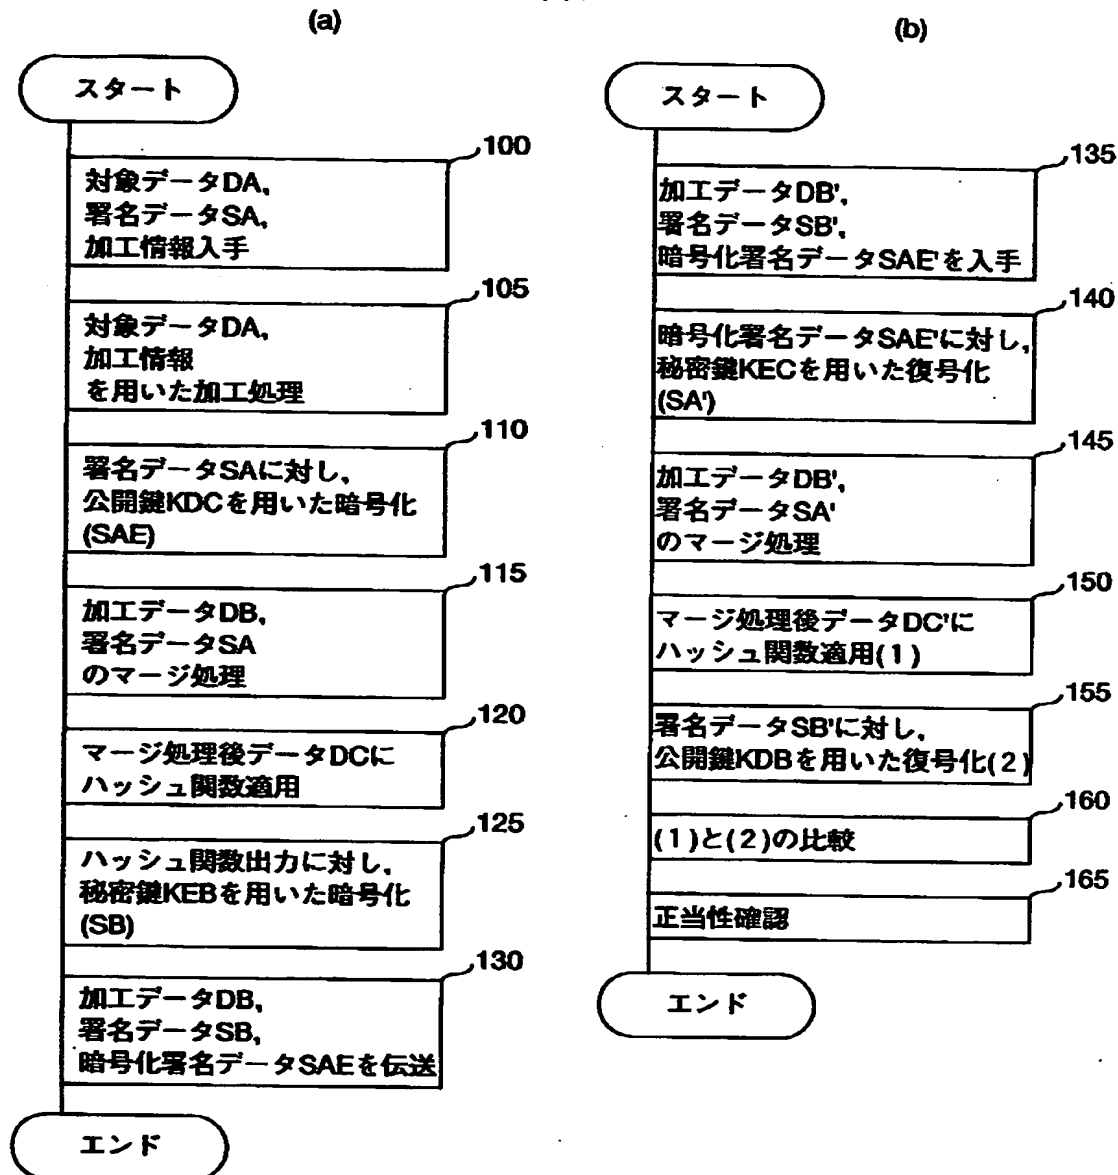 (a)
スタート
100
対象データDA,
署名データSA,
加工情報入手
105
対象データDA,
加工情報
を用いた加工処理
110
署名データSAに対し,
公開鍵KDCを用いた暗号化
(SAE)
115
加工データDB,
署名データSA
のマージ処理
120
マージ処理後データDCに
ハッシュ関数適用
125
ハッシュ関数出力に対し,
秘密鍵KEBを用いた暗号化
(SB)
130
加工データDB,
署名データSB,
暗号化署名データSAEを伝送
エンド
(b)
スタート
135
加工データDB',
署名データSB',
暗号化署名データSAE'を入手
140
暗号化署名データSAE'に対し,
秘密鍵KECを用いた復号化
(SA')
145
加工データDB',
署名データSA'
のマージ処理
150
マージ処理後データDC'に
ハッシュ関数適用(1)
155
署名データSB'に対し,
公開鍵KDBを用いた復号化(2)
160
(1)と(2)の比較
165
正当性確認
エンド